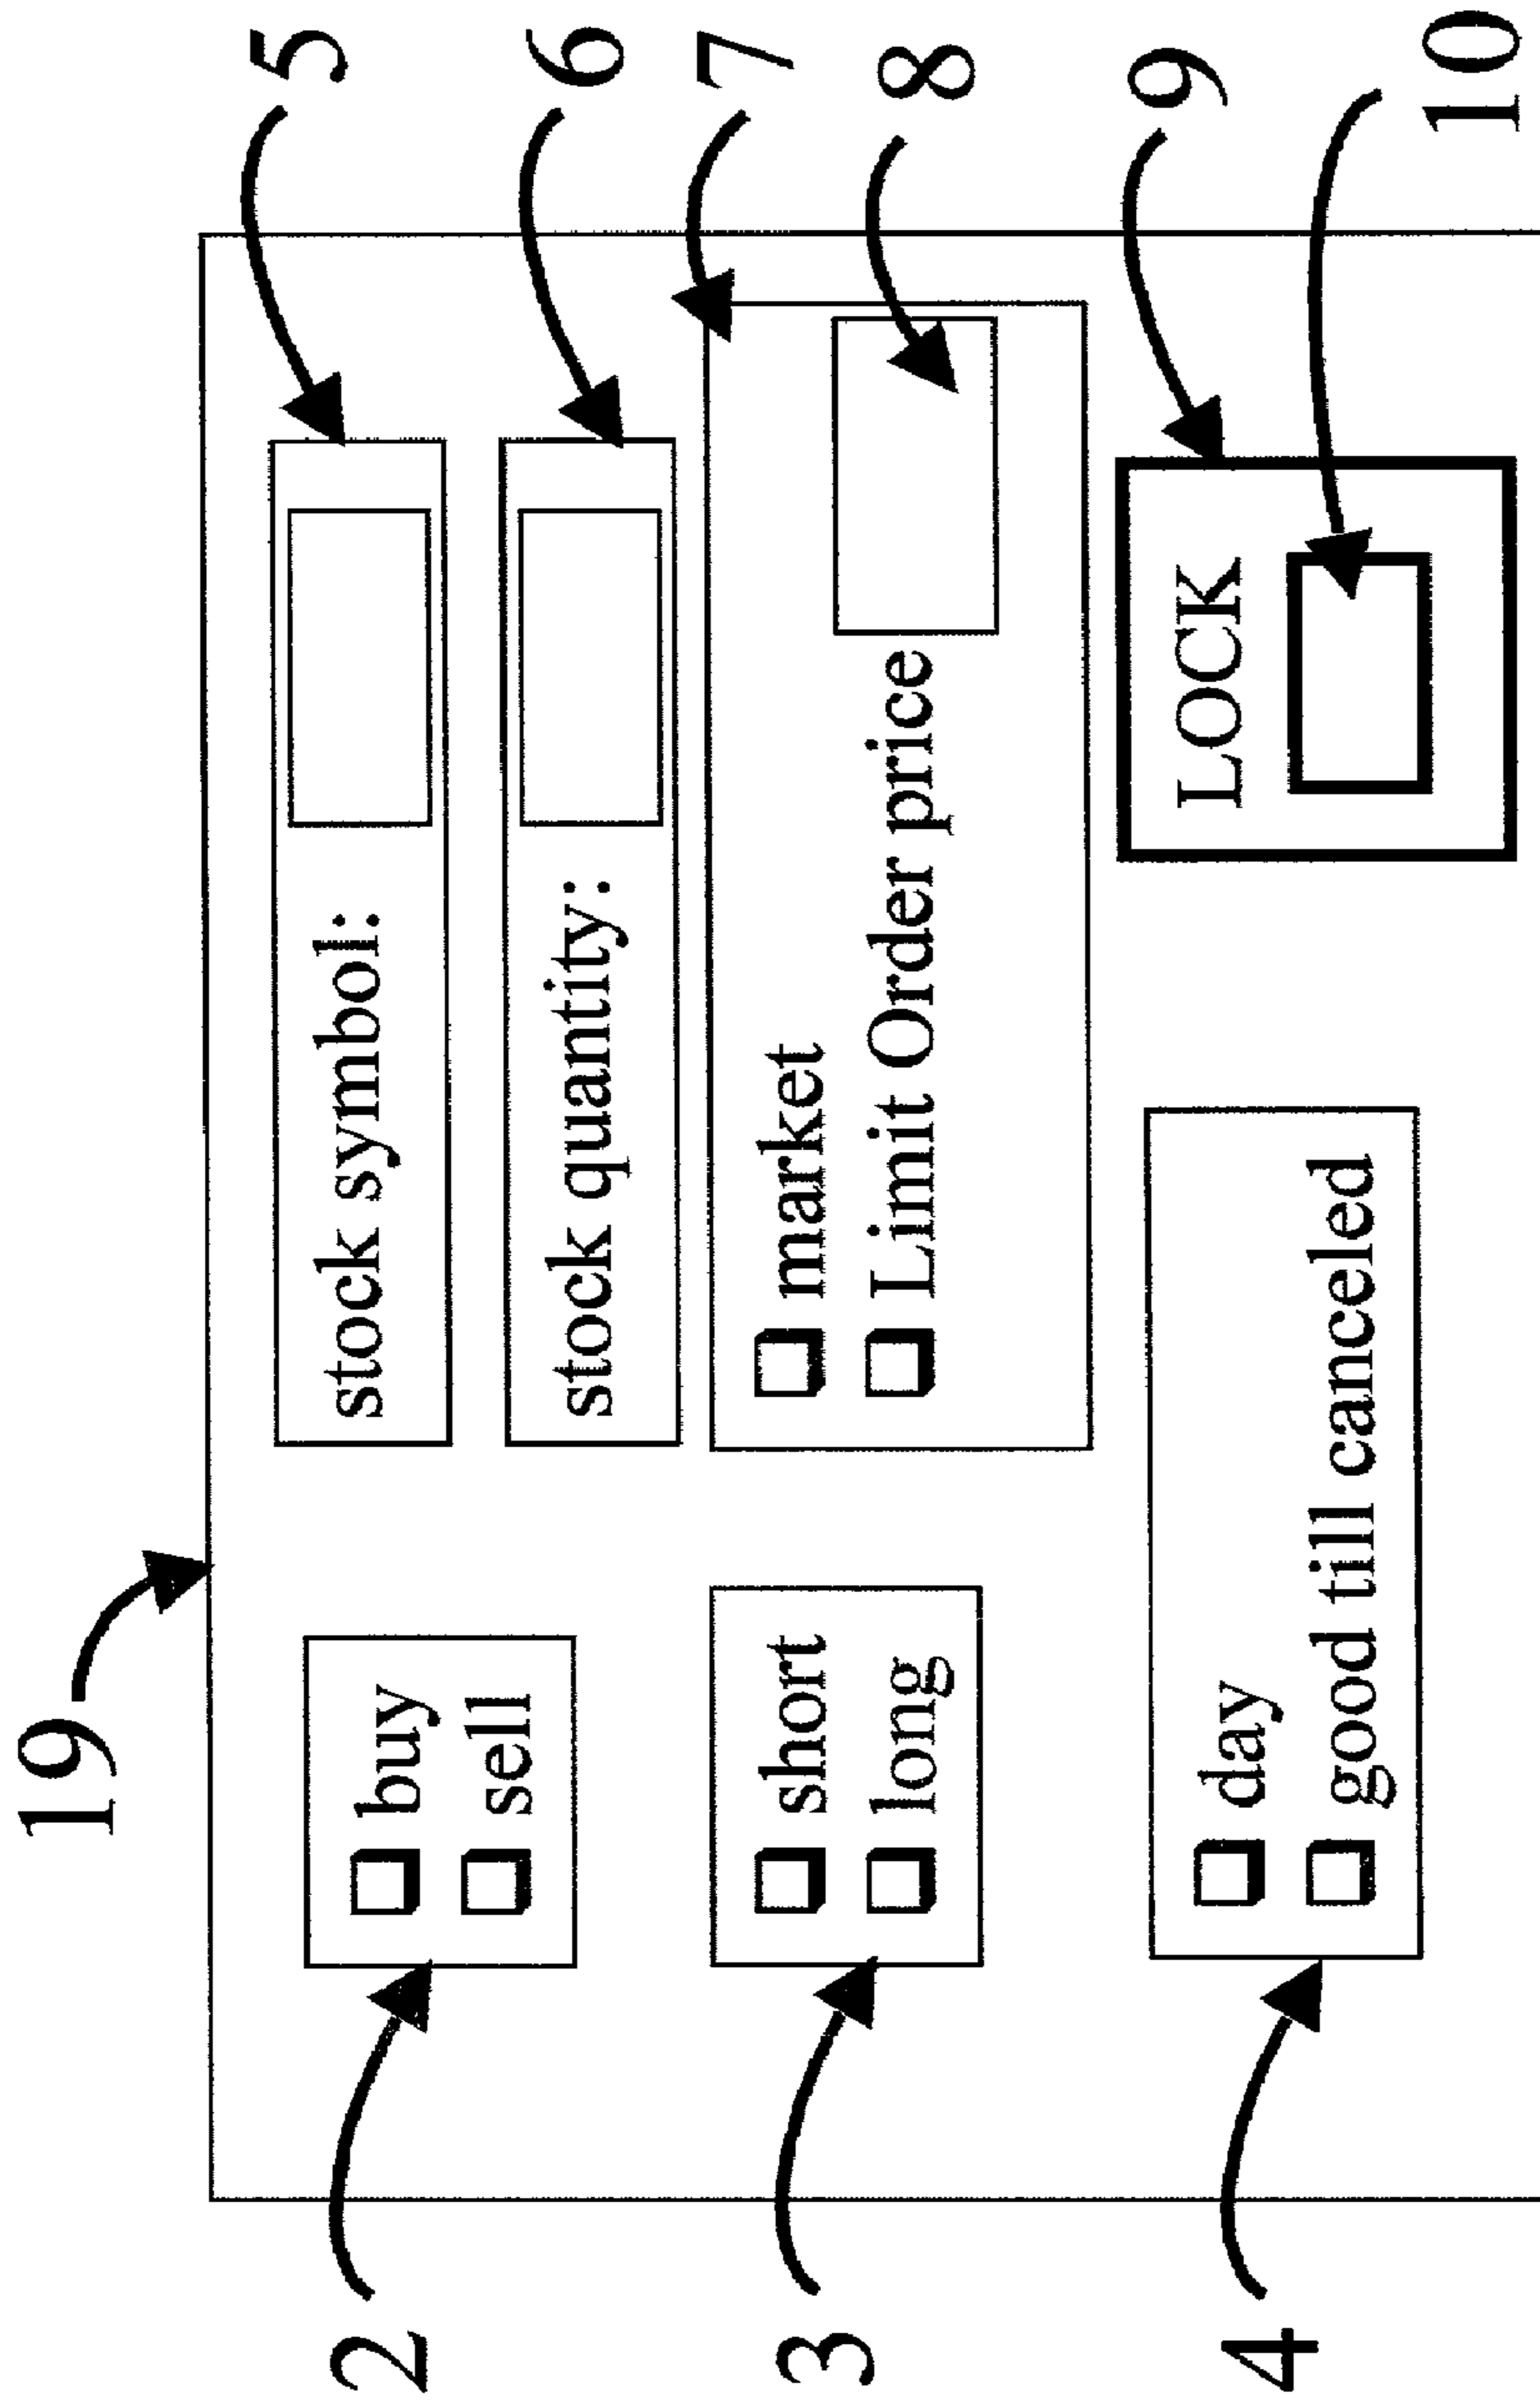 19
2
buy
sell
3
short
long
4
day
good till canceled
stock symbol:
5
stock quantity:
6
7
market
Limit Order price
8
LOCK
9
10